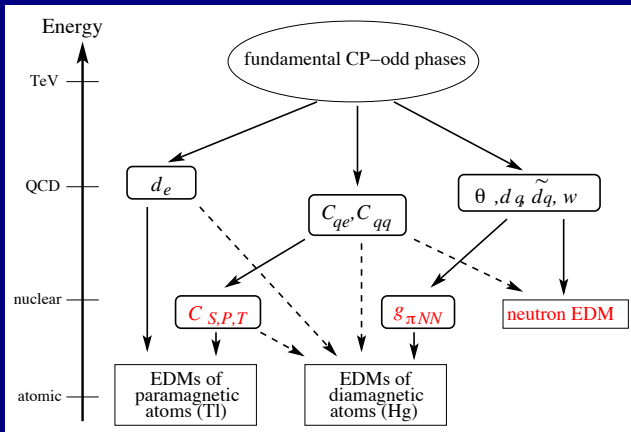 Energy
fundamental CP−odd phases
TeV
QCD
d_e
C_qe, C_qq
θ , d_q, d̃_q, w
nuclear
C_S,P,T
g_πNN
neutron EDM
EDMs of
paramagnetic
atoms (Tl)
EDMs of
diamagnetic
atoms (Hg)
atomic